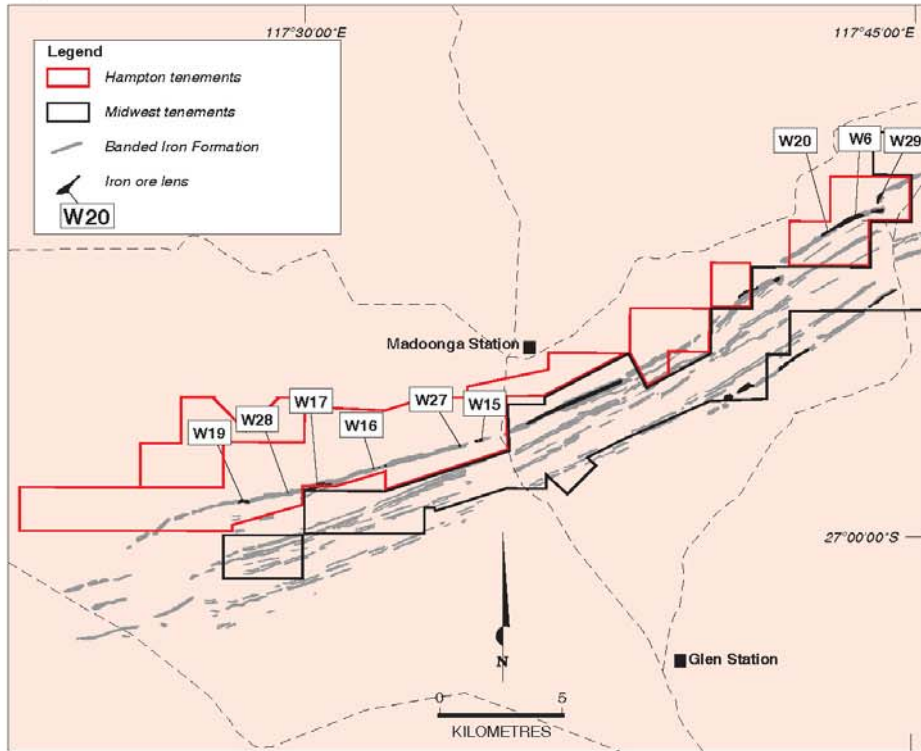 117°30'00"E
117°45'00"E
Legend
Hampton tenements
Midwest tenements
Banded Iron Formation
Iron ore lens
W20
W20
W6
W29
Madoonga Station
W19
W28
W17
W16
W27
W15
27°00'00"S
N
Glen Station
0
5
KILOMETRES